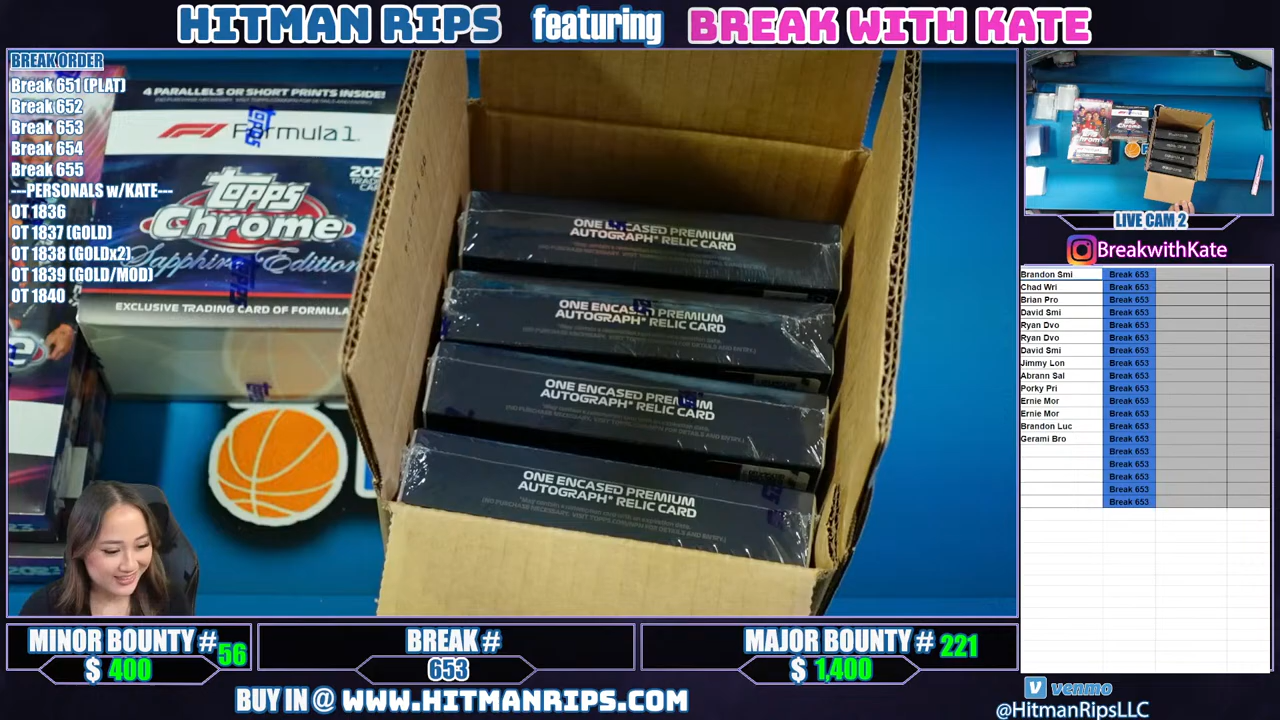 HITMAN RIPS featuring BREAK WITH KATE
BREAK ORDER
Break 651 (PLAT)
Break 652
Break 653
Break 654
Break 655
---PERSONALS w/KATE---
OT 1836
OT 1837 (GOLD)
OT 1838 (GOLDx2)
OT 1839 (GOLD/MOD)
OT 1840
4 PARALLELS OR SHORT PRINTS INSIDE!
Formula 1
topps
Chrome
Sapphire Edition
EXCLUSIVE TRADING CARD OF FORMULA
ONE ENCASED PREMIUM
AUTOGRAPH* RELIC CARD
ONE ENCASED PREMIUM
AUTOGRAPH* RELIC CARD
ONE ENCASED PREMIUM
AUTOGRAPH* RELIC CARD
ONE ENCASED PREMIUM
AUTOGRAPH* RELIC CARD
LIVE CAM 2
BreakwithKate
Brandon Smi Break 653
Chad Wri Break 653
Brian Pro Break 653
David Smi Break 653
Ryan Dvo Break 653
Ryan Dvo Break 653
David Smi Break 653
Jimmy Lon Break 653
Abrann Sal Break 653
Porky Pri Break 653
Ernie Mor Break 653
Ernie Mor Break 653
Brandon Luc Break 653
Gerami Bro Break 653
Break 653
Break 653
Break 653
Break 653
Break 653
MINOR BOUNTY # 56
$ 400
BREAK #
653
MAJOR BOUNTY # 221
$ 1,400
BUY IN @ WWW.HITMANRIPS.COM
venmo
@HitmanRipsLLC